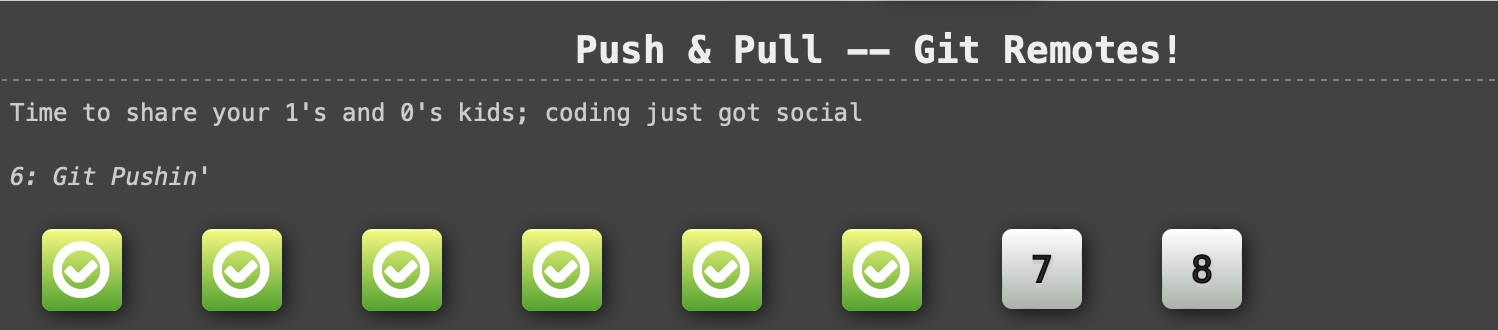 Push & Pull -- Git Remotes!
Time to share your 1's and 0's kids; coding just got social
6: Git Pushin'
7 8